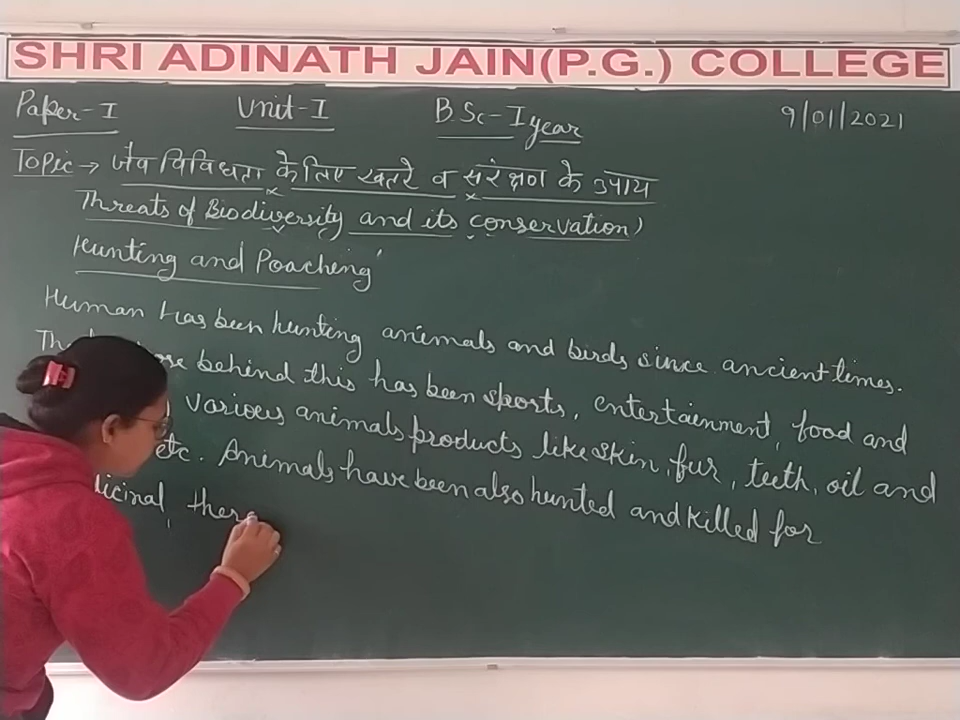 SHRI ADINATH JAIN(P.G.) COLLEGE
Paper-I Unit-I B.Sc-I year 9/01/2021
Topic → जैव विविधता के लिए खतरे व संरक्षण के उपाय
Threats of Biodiversity and its conservation)
Hunting and Poaching'
Human has been hunting animals and birds since ancient times.
behind this has been sports, entertainment, food and
various animals products like skin, fur, teeth, oil and
etc. Animals have been also hunted and killed for